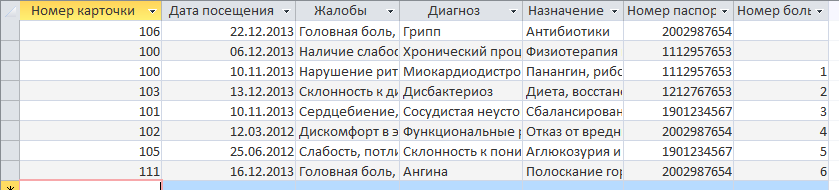 Номер карточки Дата посещения Жалобы Диагноз Назначение Номер паспор Номер боль
106 22.12.2013 Головная боль, Грипп Антибиотики 2002987654
100 06.12.2013 Наличие слабос Хронический проц Физиотерапия 1112957653
100 10.11.2013 Нарушение рит Миокардиодистро Панангин, рибо 1112957653 1
103 13.12.2013 Склонность к ди Дисбактериоз Диета, восстано 1212767653 2
101 10.11.2013 Сердцебиение, Сосудистая неусто Сбалансирован 1901234567 3
102 12.03.2012 Дискомфорт в э Функциональные р Отказ от вредн 2002987654 4
105 25.06.2012 Слабость, потли Склонность к пони Аглюкозурия и 1901234567 5
111 16.12.2013 Головная боль, Ангина Полоскание гор 2002987654 6